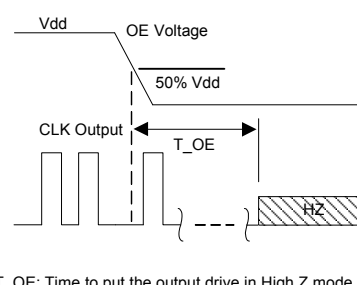 Vdd
OE Voltage
50% Vdd
CLK Output
T_OE
HZ
T_OE: Time to put the output drive in High Z mode